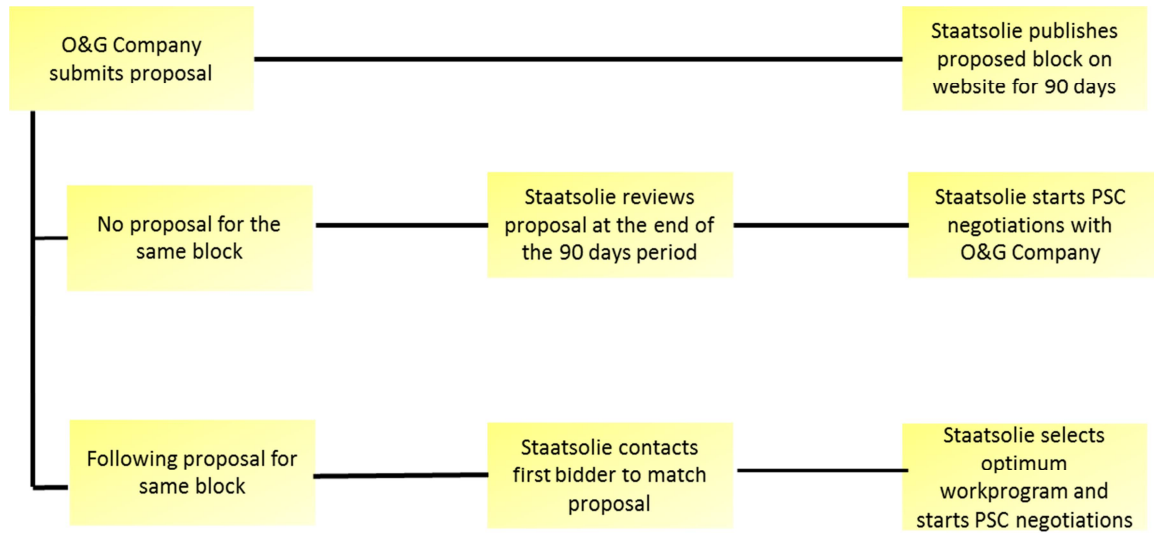 O&G Company
submits proposal
Staatsolie publishes
proposed block on
website for 90 days
No proposal for the
same block
Staatsolie reviews
proposal at the end of
the 90 days period
Staatsolie starts PSC
negotiations with
O&G Company
Following proposal for
same block
Staatsolie contacts
first bidder to match
proposal
Staatsolie selects
optimum
workprogram and
starts PSC negotiations